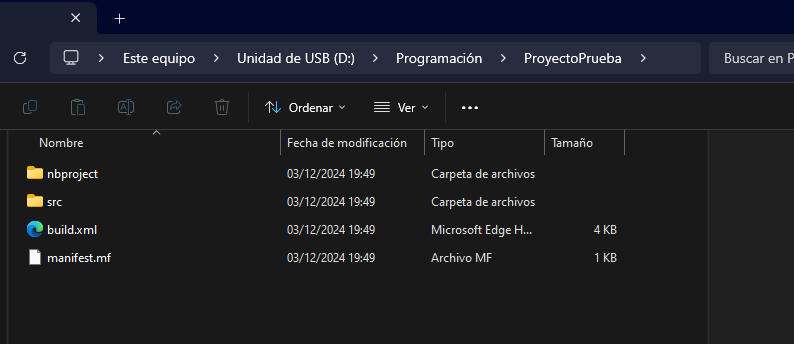 Este equipo Unidad de USB (D:) Programación ProyectoPrueba Buscar en P
Ordenar Ver
Nombre Fecha de modificación Tipo Tamaño
nbproject 03/12/2024 19:49 Carpeta de archivos
src 03/12/2024 19:49 Carpeta de archivos
build.xml 03/12/2024 19:49 Microsoft Edge H... 4 KB
manifest.mf 03/12/2024 19:49 Archivo MF 1 KB